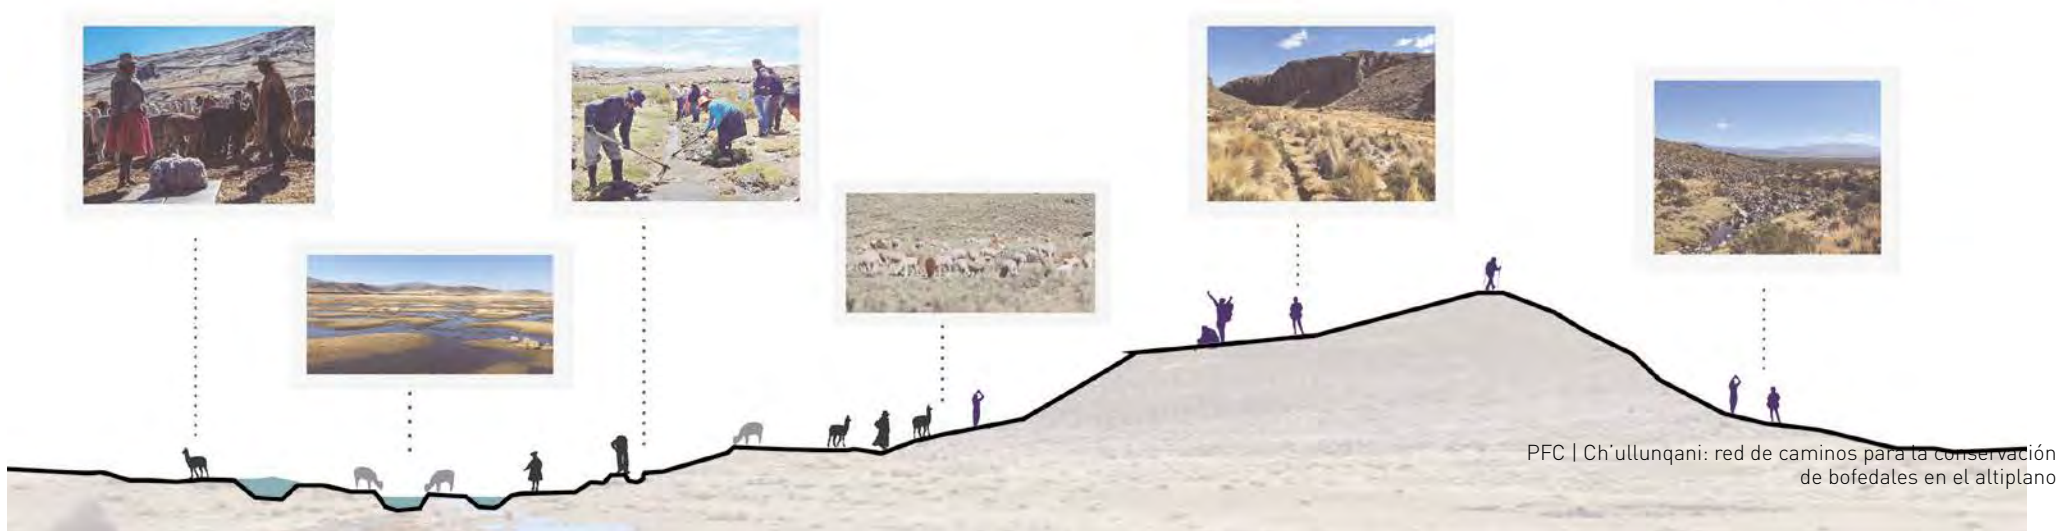 PFC | Ch'ullunqani: red de caminos para la conservación
de bofedales en el altiplano